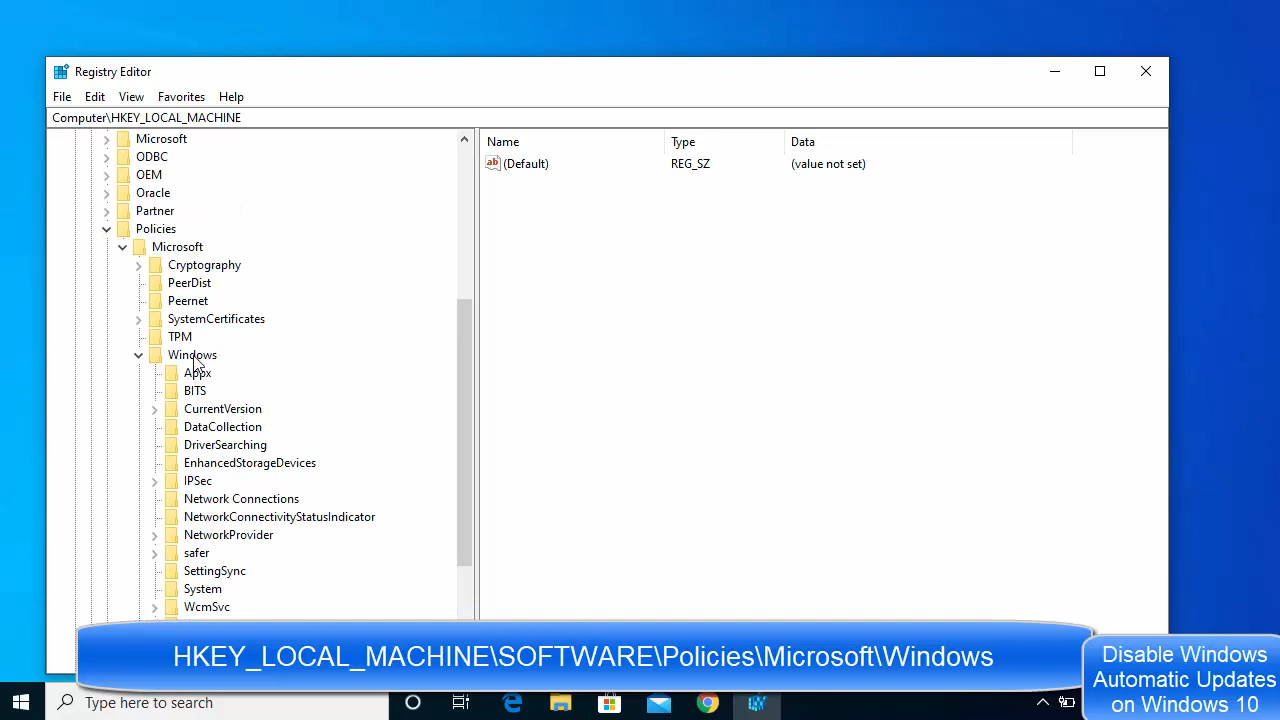 Registry Editor
File Edit View Favorites Help
Computer\HKEY_LOCAL_MACHINE
Name Type Data
(Default) REG_SZ (value not set)
Microsoft
ODBC
OEM
Oracle
Partner
Policies
Microsoft
Cryptography
PeerDist
Peernet
SystemCertificates
TPM
Windows
Appx
BITS
CurrentVersion
DataCollection
DriverSearching
EnhancedStorageDevices
IPSec
Network Connections
NetworkConnectivityStatusIndicator
NetworkProvider
safer
SettingSync
System
WcmSvc
HKEY_LOCAL_MACHINE\SOFTWARE\Policies\Microsoft\Windows
Disable Windows
Automatic Updates
on Windows 10
Type here to search